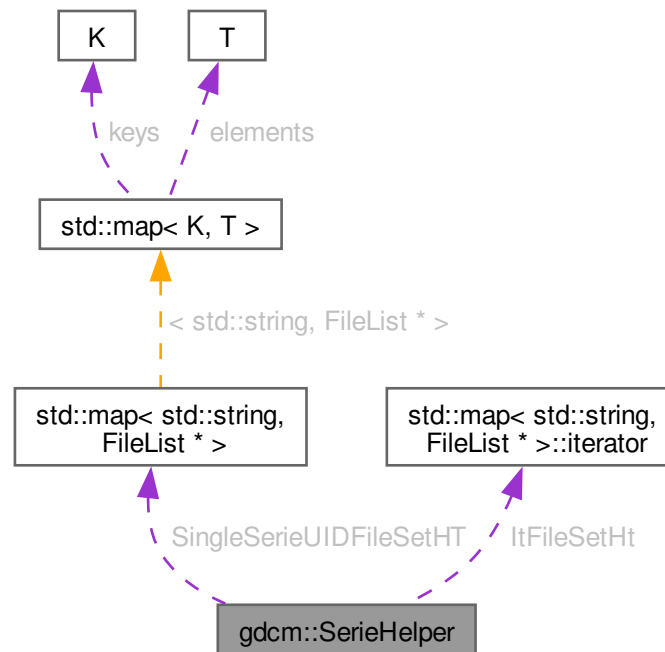 K
T
keys
elements
std::map< K, T >
< std::string, FileList * >
std::map< std::string,
FileList * >
std::map< std::string,
FileList * >::iterator
SingleSerieUIDFileSetHT
ItFileSetHt
gdcm::SerieHelper